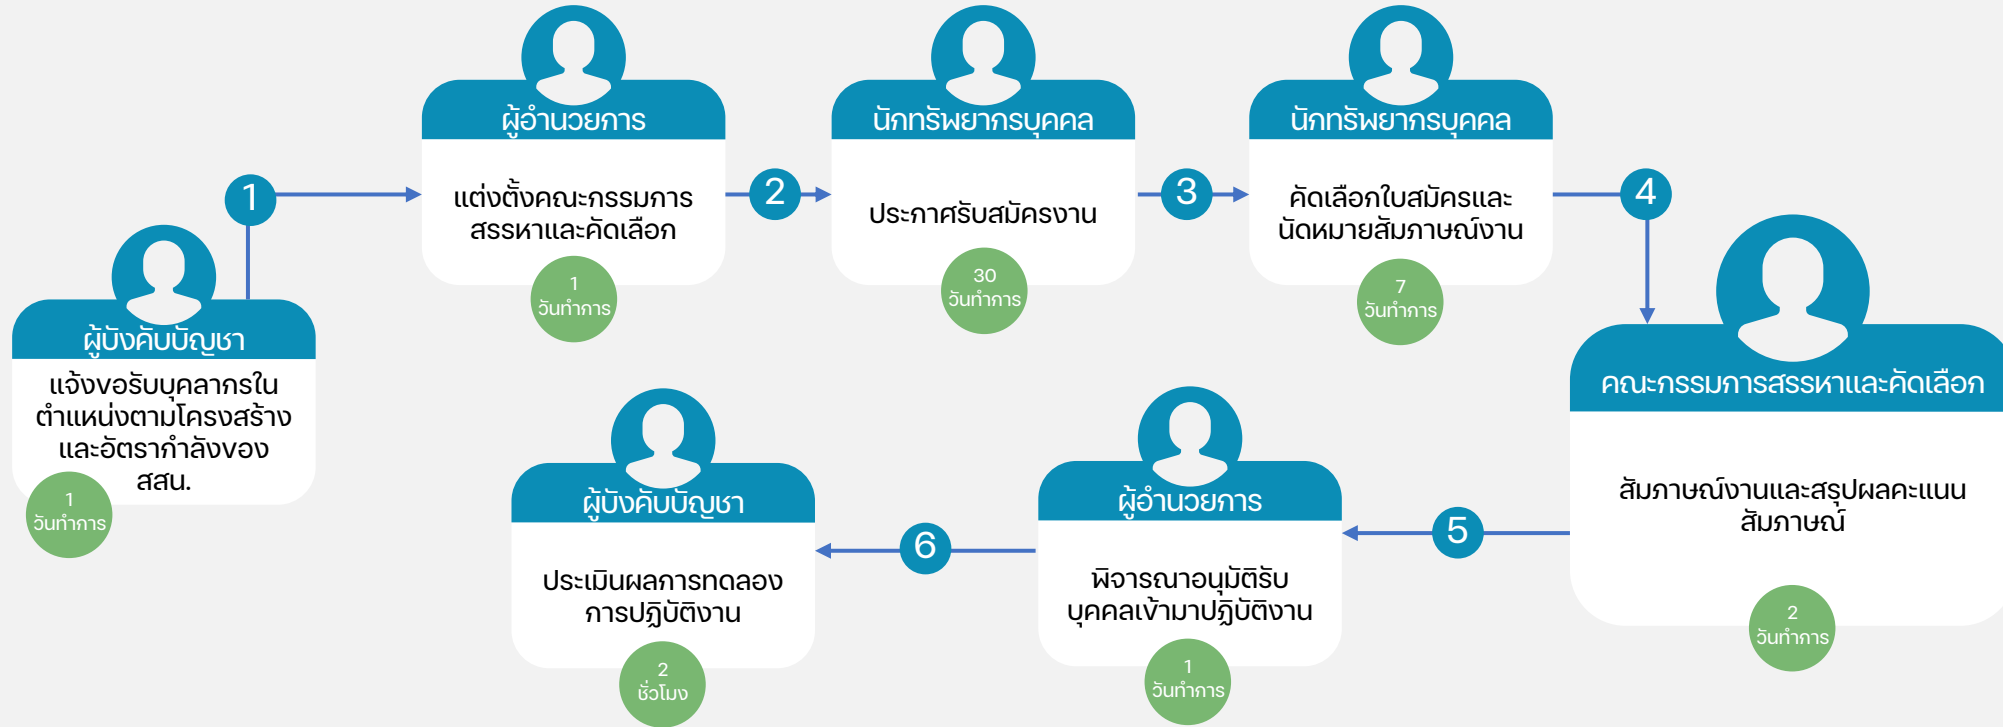 ผู้บังคับบัญชา
แจ้งขอรับบุคลากรใน
ตำแหน่งตามโครงสร้าง
และอัตรากำลังของ
สสน.
1
วันทำการ
1
ผู้อำนวยการ
แต่งตั้งคณะกรรมการ
สรรหาและคัดเลือก
1
วันทำการ
2
นักทรัพยากรบุคคล
ประกาศรับสมัครงาน
30
วันทำการ
3
นักทรัพยากรบุคคล
คัดเลือกใบสมัครและ
นัดหมายสัมภาษณ์งาน
7
วันทำการ
4
คณะกรรมการสรรหาและคัดเลือก
สัมภาษณ์งานและสรุปผลคะแนน
สัมภาษณ์
2
วันทำการ
5
ผู้อำนวยการ
พิจารณาอนุมัติรับ
บุคคลเข้ามาปฏิบัติงาน
1
วันทำการ
6
ผู้บังคับบัญชา
ประเมินผลการทดลอง
การปฏิบัติงาน
2
ชั่วโมง